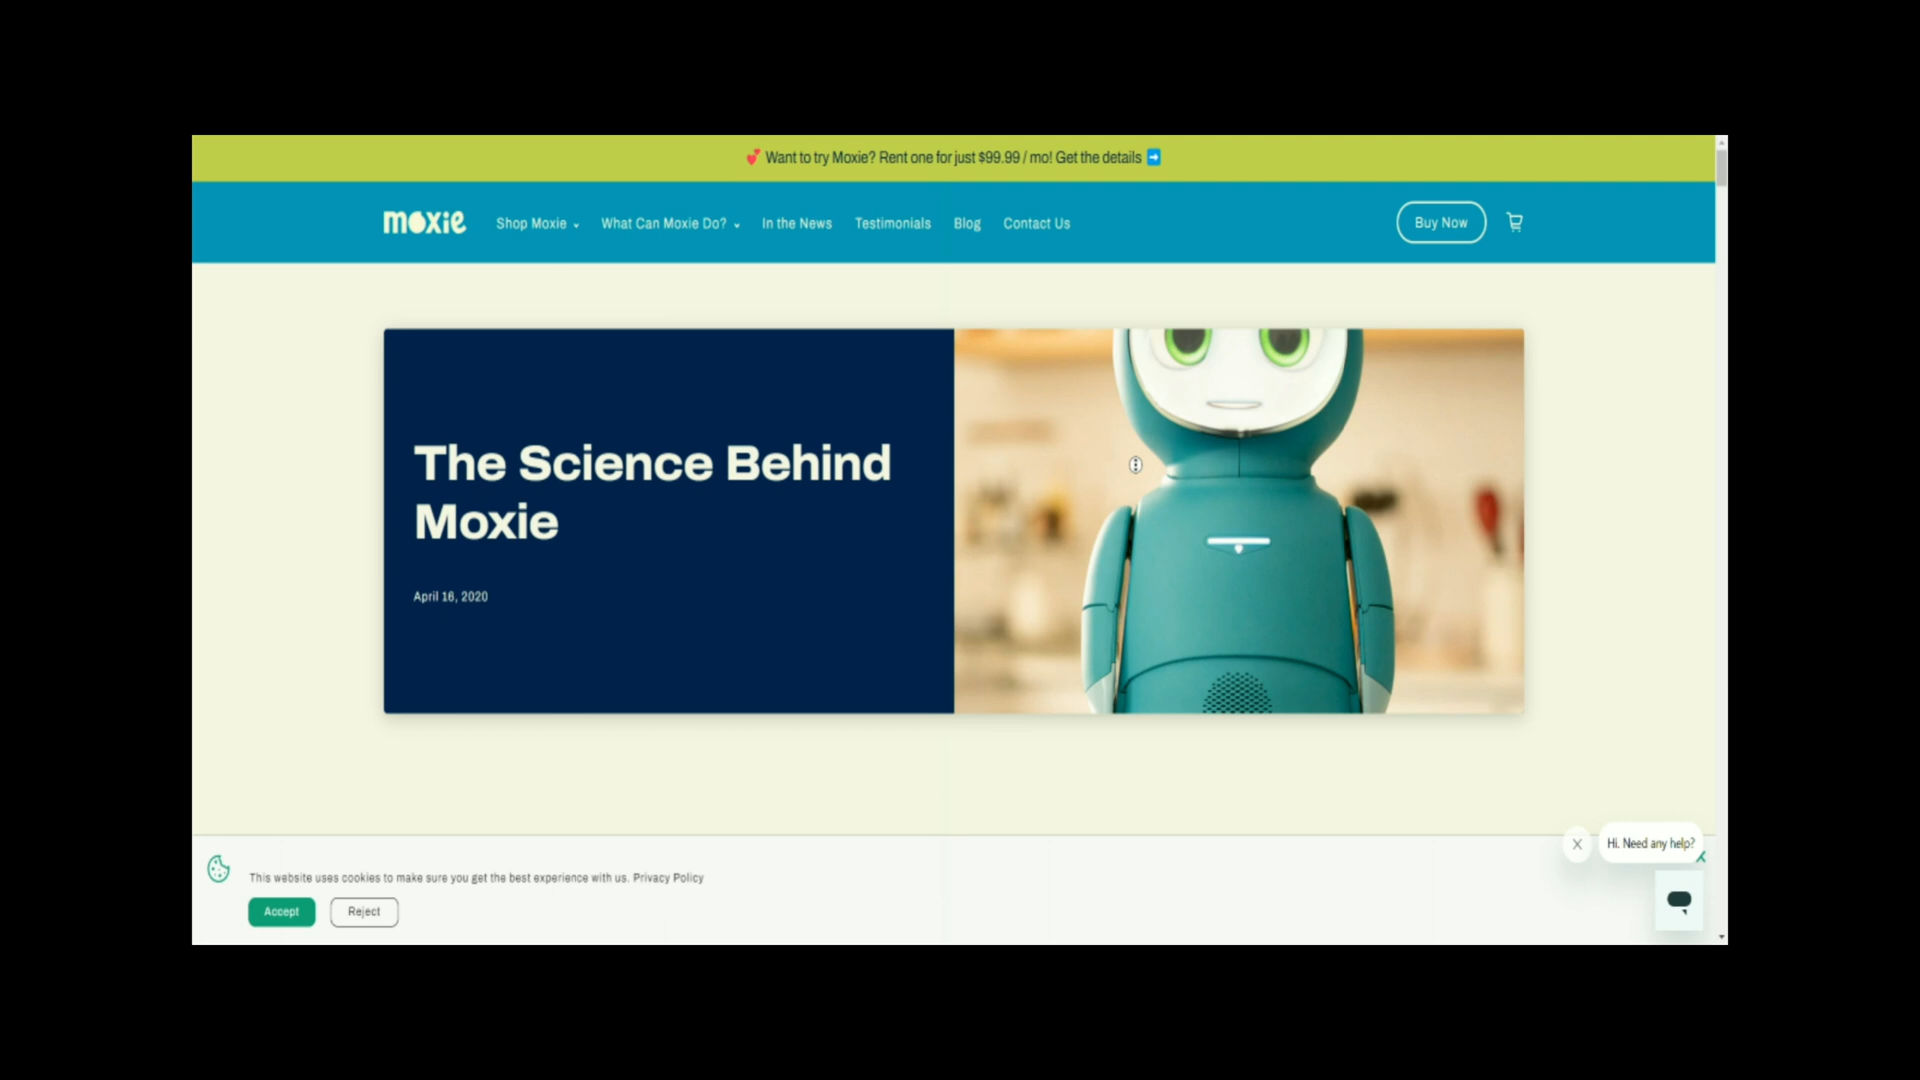 💕 Want to try Moxie? Rent one for just $99.99 / mo! Get the details ➡️
moxie Shop Moxie What Can Moxie Do? In the News Testimonials Blog Contact Us Buy Now
The Science Behind
Moxie
April 16, 2020
Hi. Need any help?
This website uses cookies to make sure you get the best experience with us. Privacy Policy
Accept Reject